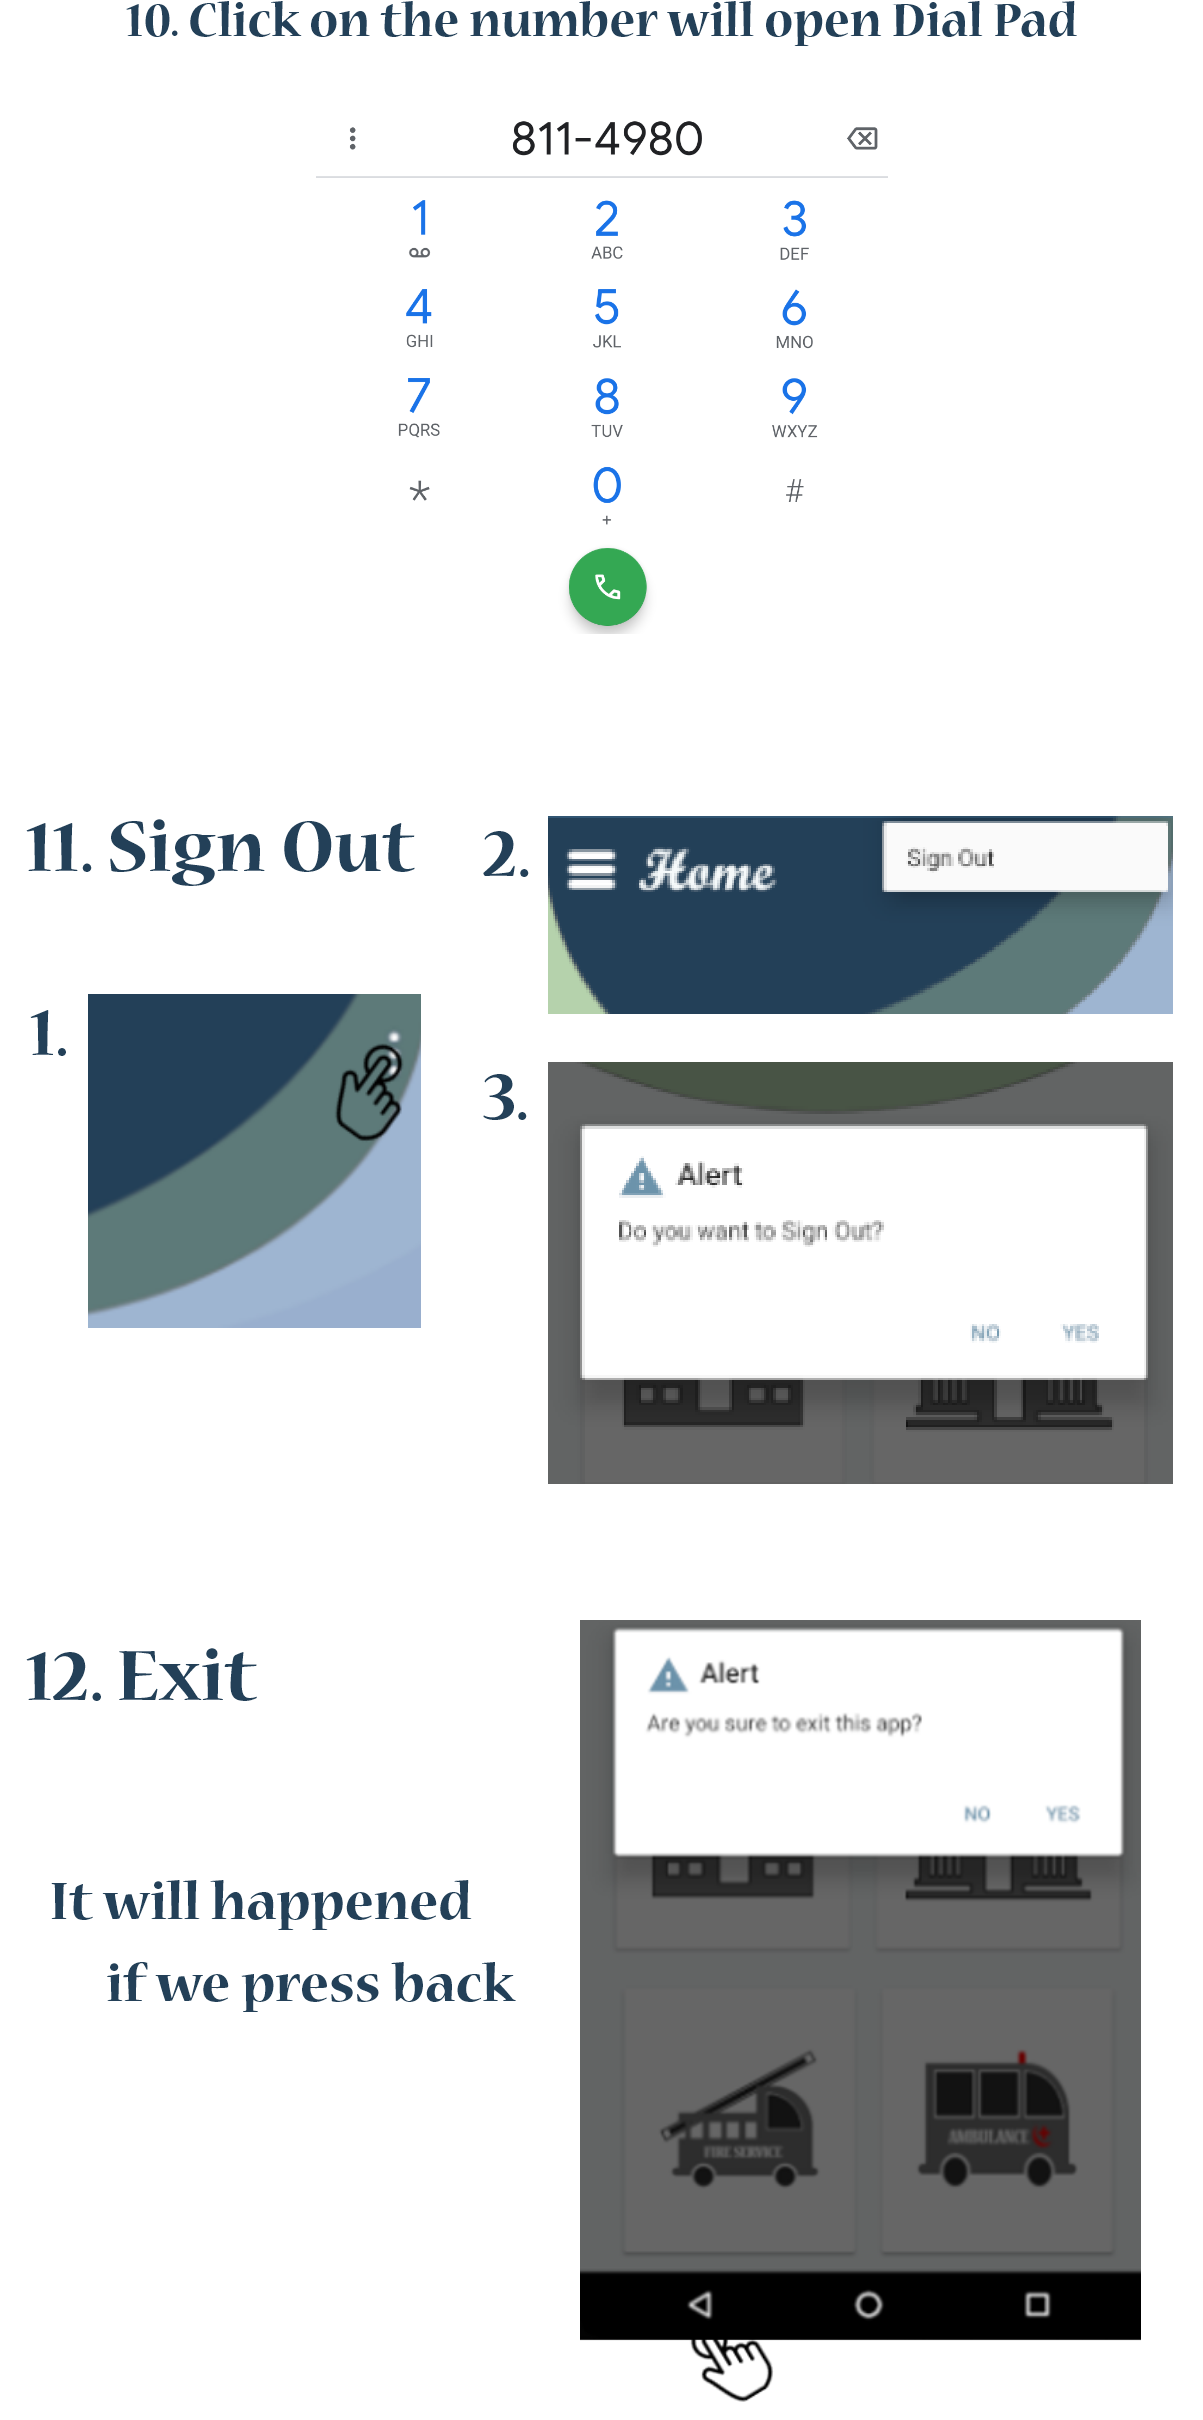 10. Click on the number will open Dial Pad
811-4980
1 2 3
ABC DEF
4 5 6
GHI JKL MNO
7 8 9
PQRS TUV WXYZ
* 0 #
+
11. Sign Out
1.
2.
Home
Sign Out
3.
Alert
Do you want to Sign Out?
NO YES
12. Exit
It will happened
if we press back
Alert
Are you sure to exit this app?
NO YES
FIRE SERVICE
AMBULANCE